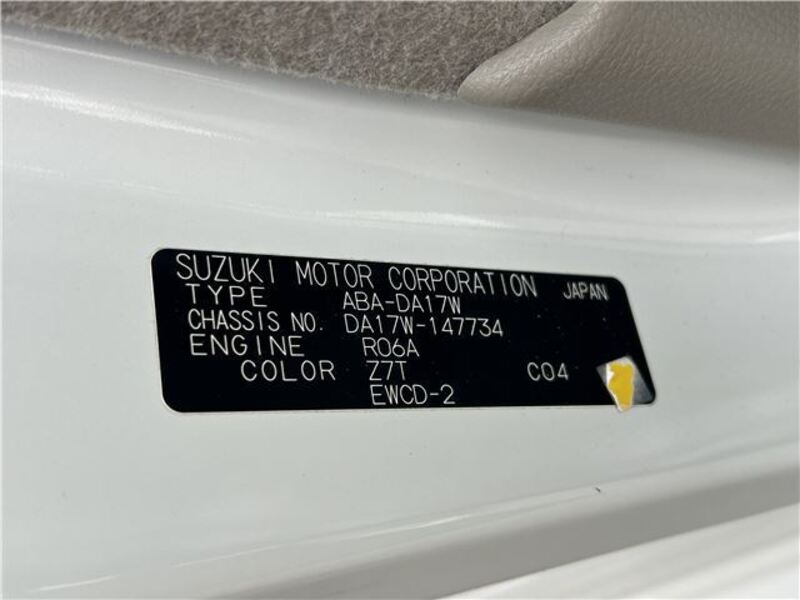 SUZUKI MOTOR CORPORATION JAPAN
TYPE ABA-DA17W
CHASSIS NO. DA17W-147734
ENGINE R06A
COLOR Z7T C04
EWCD-2